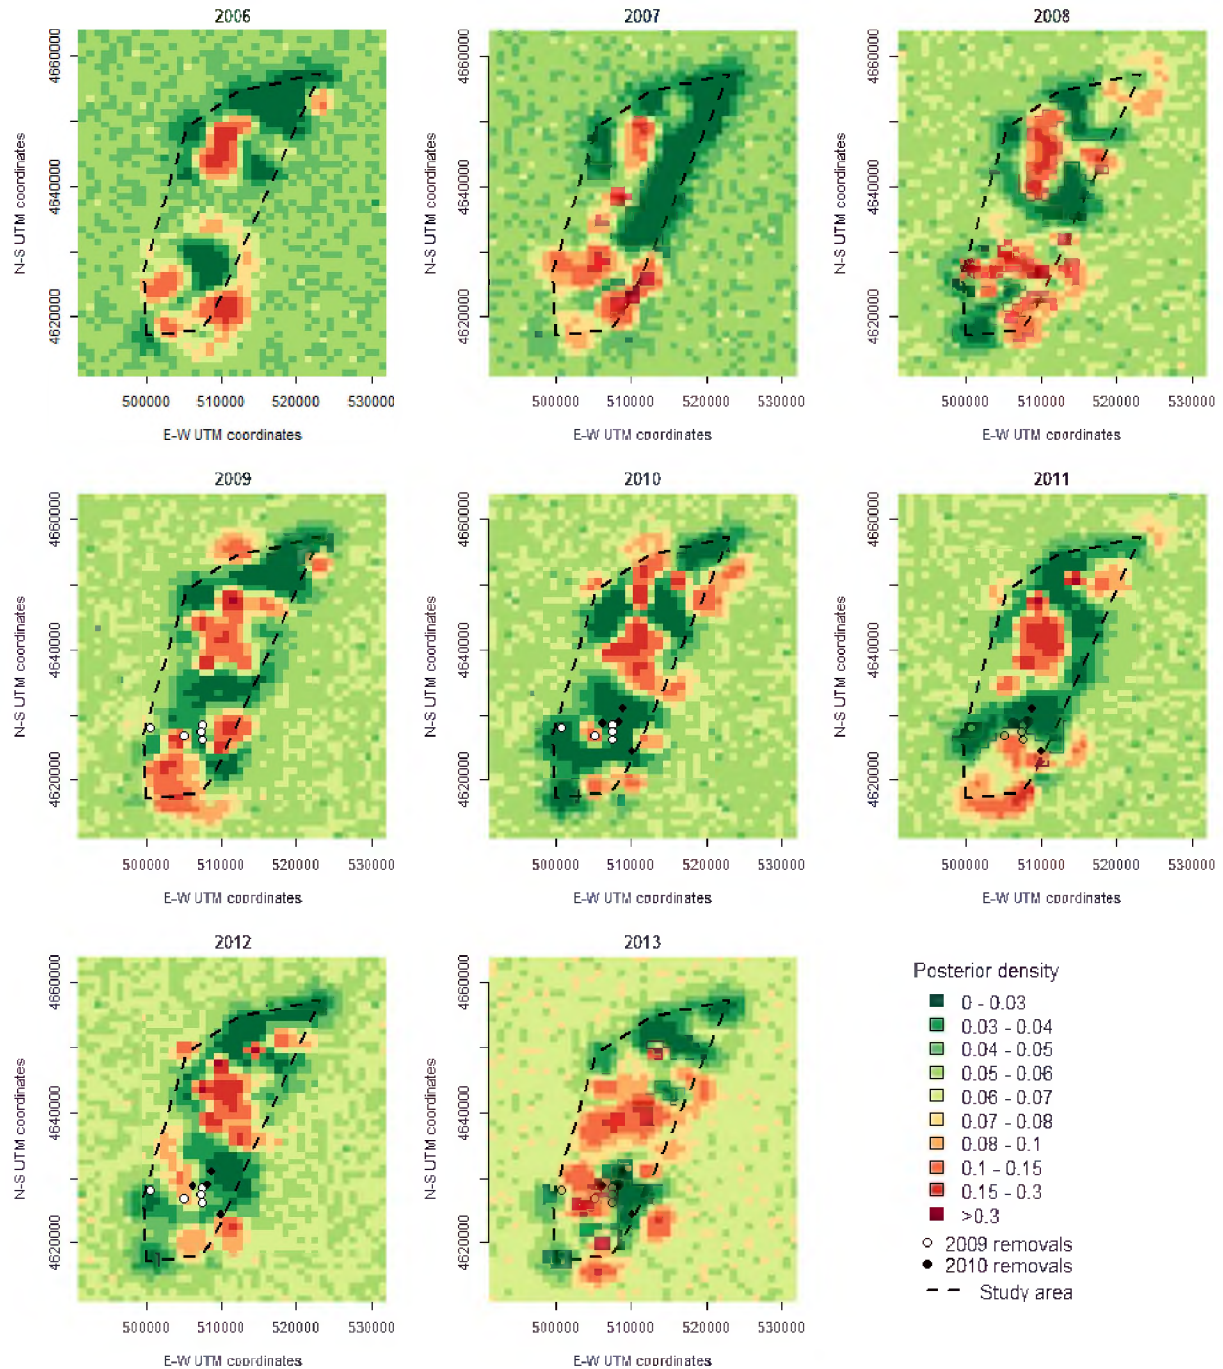 2006
2007
2008
N-S UTM coordinates
4620000 4640000 4660000
N-S UTM coordinates
4620000 4640000 4660000
N-S UTM coordinates
4620000 4640000 4660000
500000 510000 520000 530000
500000 510000 520000 530000
500000 510000 520000 530000
E-W UTM coordinates
E-W UTM coordinates
E-W UTM coordinates
2009
2010
2011
N-S UTM coordinates
4620000 4640000 4660000
N-S UTM coordinates
4620000 4640000 4660000
N-S UTM coordinates
4620000 4640000 4660000
500000 510000 520000 530000
500000 510000 520000 530000
500000 510000 520000 530000
E-W UTM coordinates
E-W UTM coordinates
E-W UTM coordinates
2012
2013
N-S UTM coordinates
4620000 4640000 4660000
N-S UTM coordinates
4620000 4640000 4660000
500000 510000 520000 530000
500000 510000 520000 530000
E-W UTM coordinates
E-W UTM coordinates
Posterior density
0 - 0.03
0.03 - 0.04
0.04 - 0.05
0.05 - 0.06
0.06 - 0.07
0.07 - 0.08
0.08 - 0.1
0.1 - 0.15
0.15 - 0.3
>0.3
2009 removals
2010 removals
Study area